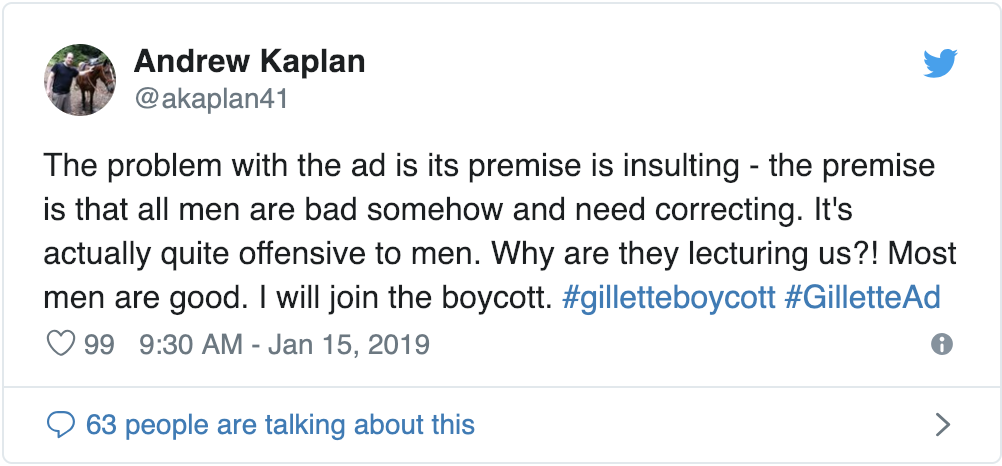 Andrew Kaplan
@akaplan41
The problem with the ad is its premise is insulting - the premise
is that all men are bad somehow and need correcting. It's
actually quite offensive to men. Why are they lecturing us?! Most
men are good. I will join the boycott. #gilletteboycott #GilletteAd
99 9:30 AM - Jan 15, 2019
63 people are talking about this